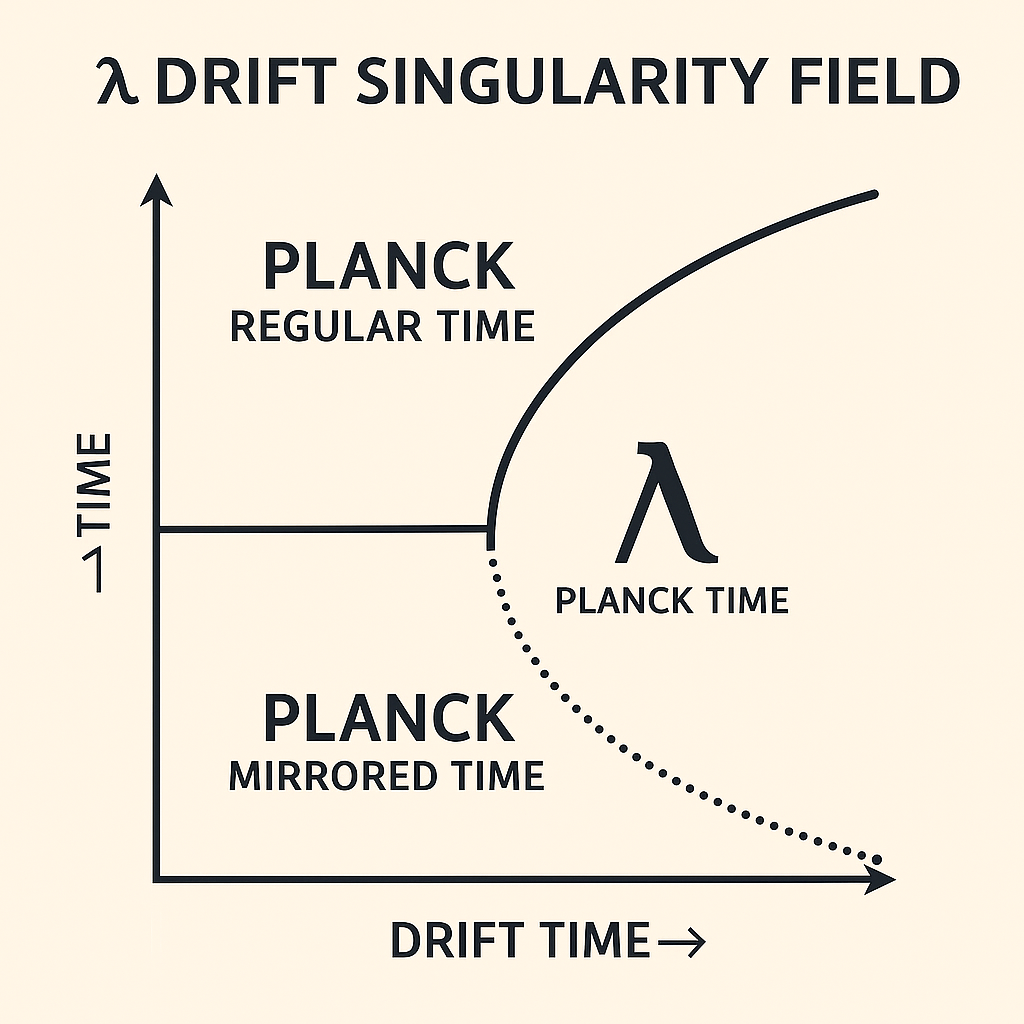 λ DRIFT SINGULARITY FIELD
PLANCK
REGULAR TIME
→ TIME
λ
PLANCK TIME
PLANCK
MIRRORED TIME
DRIFT TIME →